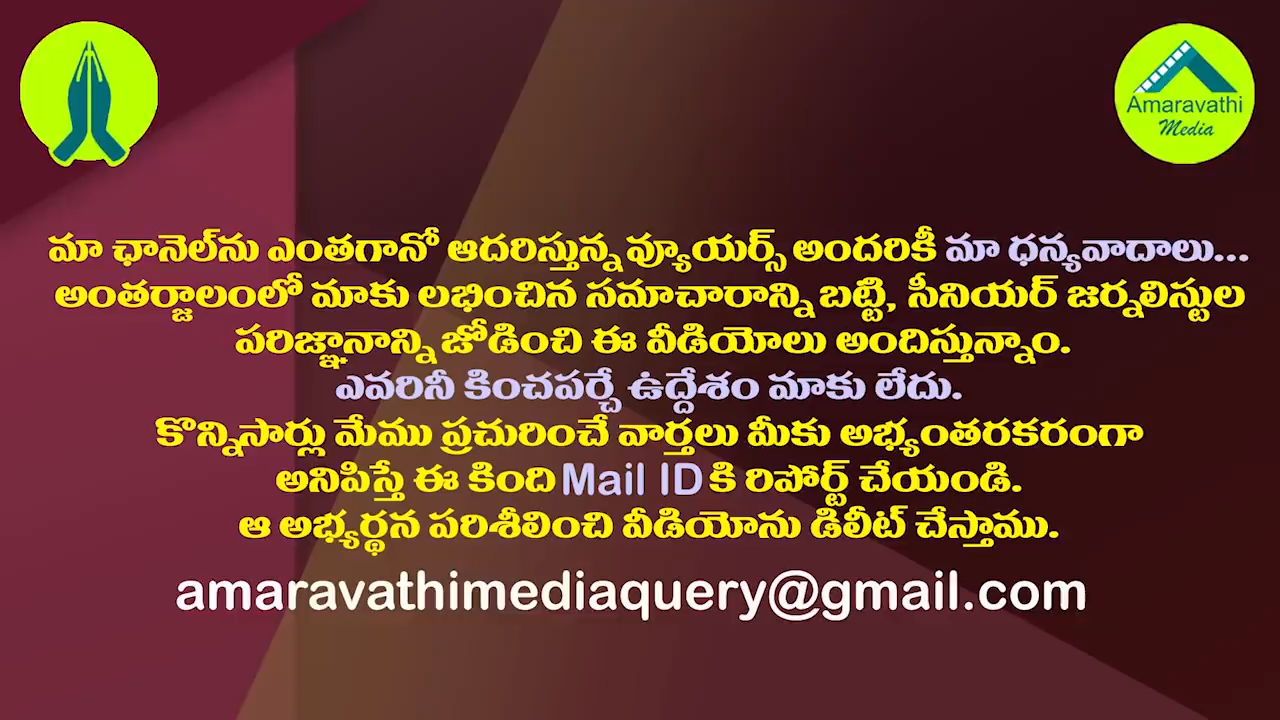 Amaravathi
Media
మా ఛానెల్‌ను ఎంతగానో ఆదరిస్తున్న వ్యూయర్స్ అందరికీ మా ధన్యవాదాలు...
అంతర్జాలంలో మాకు లభించిన సమాచారాన్ని బట్టి, సీనియర్ జర్నలిస్టుల
పరిజ్ఞానాన్ని జోడించి ఈ వీడియోలు అందిస్తున్నాం.
ఎవరినీ కించపర్చే ఉద్దేశం మాకు లేదు.
కొన్నిసార్లు మేము ప్రచురించే వార్తలు మీకు అభ్యంతరకరంగా
అనిపిస్తే ఈ కింది Mail ID కి రిపోర్ట్ చేయండి.
ఆ అభ్యర్థన పరిశీలించి వీడియోను డిలీట్ చేస్తాము.
amaravathimediaquery@gmail.com